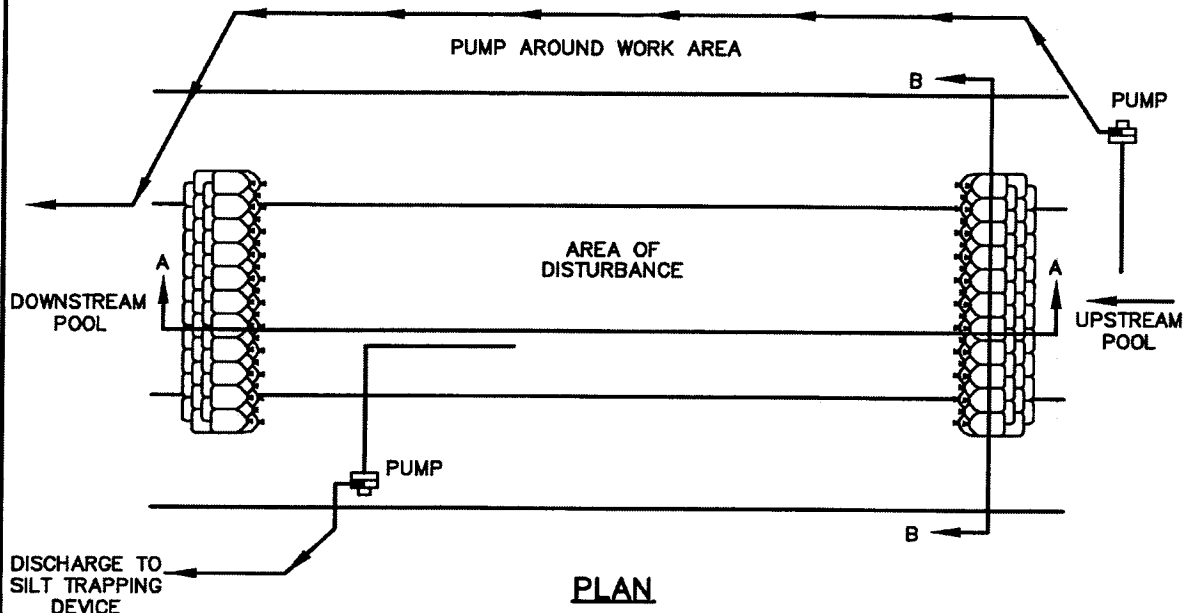 PUMP AROUND WORK AREA
B
PUMP
AREA OF
DISTURBANCE
A
A
DOWNSTREAM
POOL
UPSTREAM
POOL
PUMP
B
DISCHARGE TO
SILT TRAPPING
DEVICE
PLAN